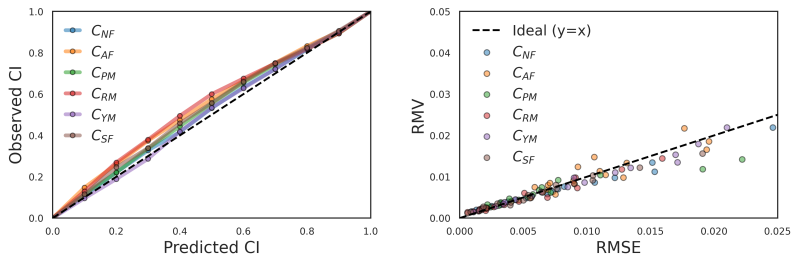 1.0
0.8
0.6
0.4
0.2
0.0
Observed CI
C_NF
C_AF
C_PM
C_RM
C_YM
C_SF
0.0 0.2 0.4 0.6 0.8 1.0
Predicted CI
0.05
0.04
0.03
0.02
0.01
0.00
RMV
Ideal (y=x)
C_NF
C_AF
C_PM
C_RM
C_YM
C_SF
0.000 0.005 0.010 0.015 0.020 0.025
RMSE